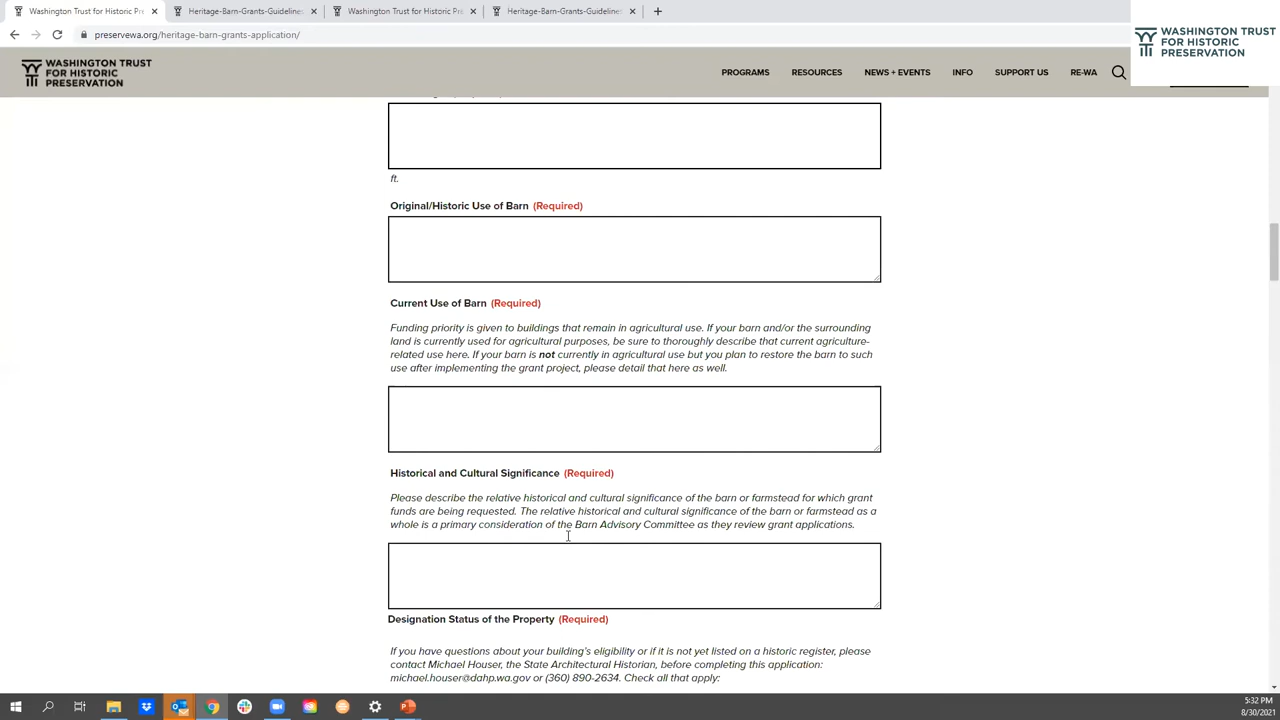 Washington Trust for Historic Pre
Heritage-Barn-Grants-Guidelines
Washington Trust for Historic Pre
Heritage-Barn-Grants-Guidelines
preservewa.org/heritage-barn-grants-application/
WASHINGTON TRUST
FOR HISTORIC
PRESERVATION
WASHINGTON TRUST
FOR HISTORIC
PRESERVATION
PROGRAMS
RESOURCES
NEWS + EVENTS
INFO
SUPPORT US
RE-WA
ft.
Original/Historic Use of Barn (Required)
Current Use of Barn (Required)
Funding priority is given to buildings that remain in agricultural use. If your barn and/or the surrounding
land is currently used for agricultural purposes, be sure to thoroughly describe that current agriculture-
related use here. If your barn is not currently in agricultural use but you plan to restore the barn to such
use after implementing the grant project, please detail that here as well.
Historical and Cultural Significance (Required)
Please describe the relative historical and cultural significance of the barn or farmstead for which grant
funds are being requested. The relative historical and cultural significance of the barn or farmstead as a
whole is a primary consideration of the Barn Advisory Committee as they review grant applications.
Designation Status of the Property (Required)
If you have questions about your building's eligibility or if it is not yet listed on a historic register, please
contact Michael Houser, the State Architectural Historian, before completing this application:
michael.houser@dahp.wa.gov or (360) 890-2634. Check all that apply:
5:32 PM
8/30/2021